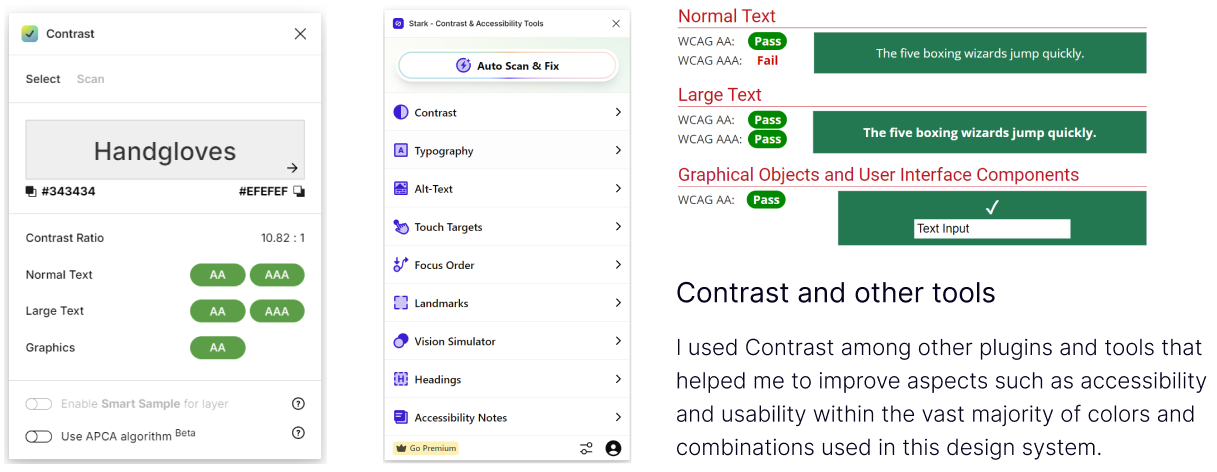 Contrast
Select Scan
Handgloves
#343434 #EFEFEF
Contrast Ratio 10.82 : 1
Normal Text AA AAA
Large Text AA AAA
Graphics AA
Enable Smart Sample for layer
Use APCA algorithm Beta
Stark - Contrast & Accessibility Tools
Auto Scan & Fix
Contrast
Typography
Alt-Text
Touch Targets
Focus Order
Landmarks
Vision Simulator
Headings
Accessibility Notes
Go Premium
Normal Text
WCAG AA: Pass
WCAG AAA: Fail
The five boxing wizards jump quickly.
Large Text
WCAG AA: Pass
WCAG AAA: Pass
The five boxing wizards jump quickly.
Graphical Objects and User Interface Components
WCAG AA: Pass
Text Input
Contrast and other tools
I used Contrast among other plugins and tools that
helped me to improve aspects such as accessibility
and usability within the vast majority of colors and
combinations used in this design system.